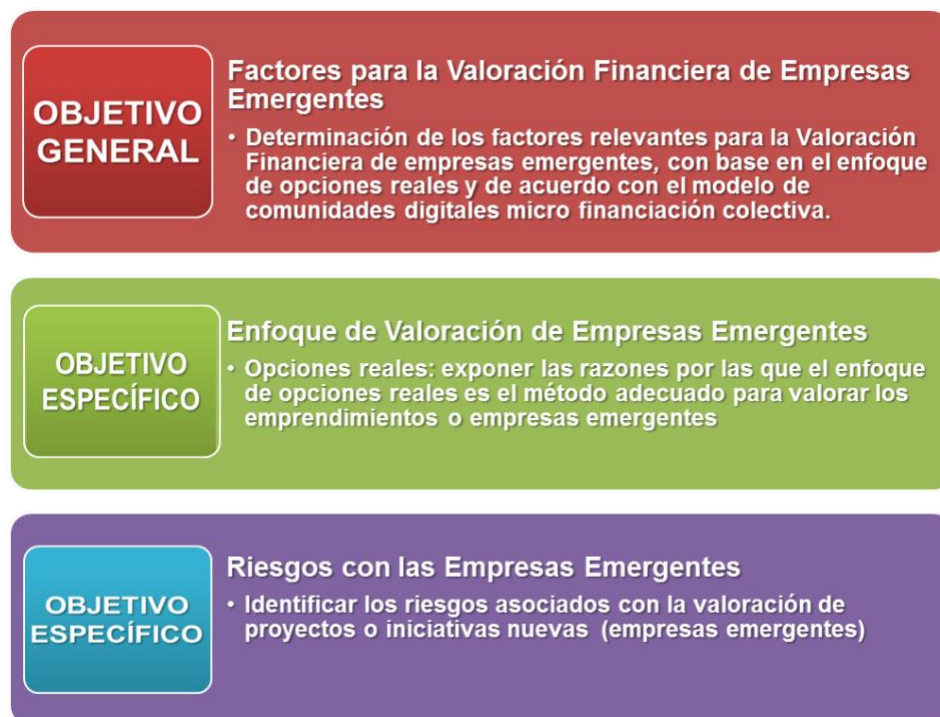 OBJETIVO
GENERAL
Factores para la Valoración Financiera de Empresas
Emergentes
• Determinación de los factores relevantes para la Valoración
Financiera de empresas emergentes, con base en el enfoque
de opciones reales y de acuerdo con el modelo de
comunidades digitales micro financiación colectiva.
OBJETIVO
ESPECÍFICO
Enfoque de Valoración de Empresas Emergentes
• Opciones reales: exponer las razones por las que el enfoque
de opciones reales es el método adecuado para valorar los
emprendimientos o empresas emergentes
OBJETIVO
ESPECÍFICO
Riesgos con las Empresas Emergentes
• Identificar los riesgos asociados con la valoración de
proyectos o iniciativas nuevas (empresas emergentes)